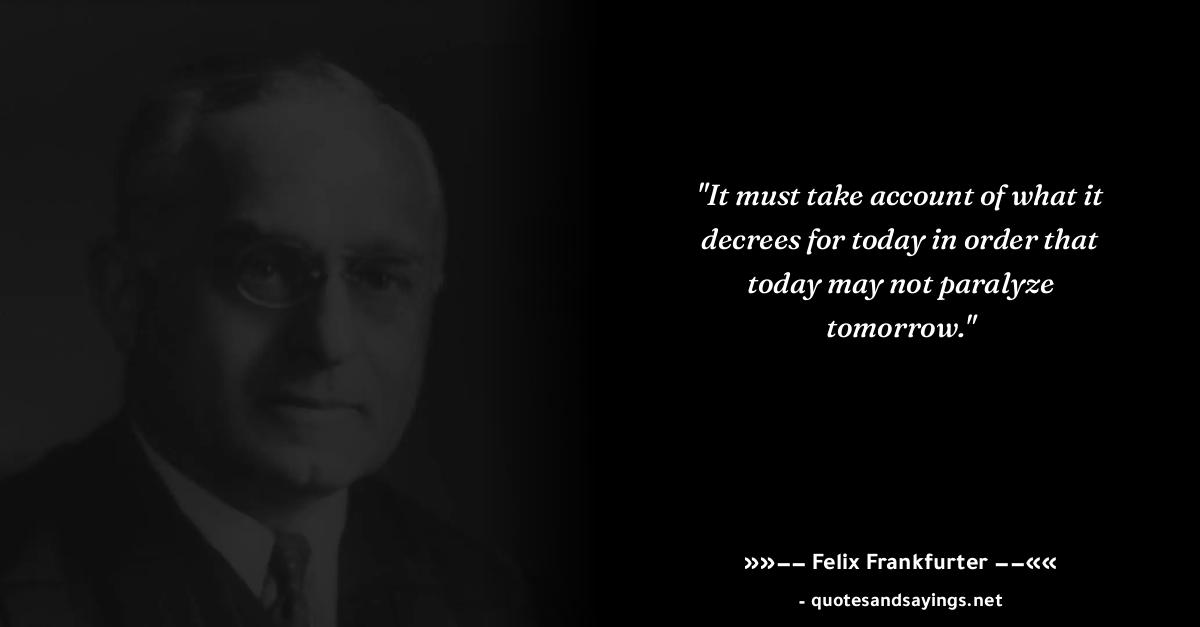 "It must take account of what it
decrees for today in order that
today may not paralyze
tomorrow."
»»–– Felix Frankfurter ––««
- quotesandsayings.net